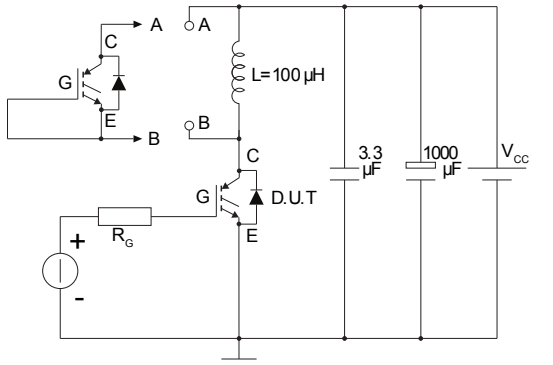 A
A
C
G
L=100 µH
E
B
B
C
3.3 µF
1000 µF
V_CC
G
D.U.T
R_G
E
+
-